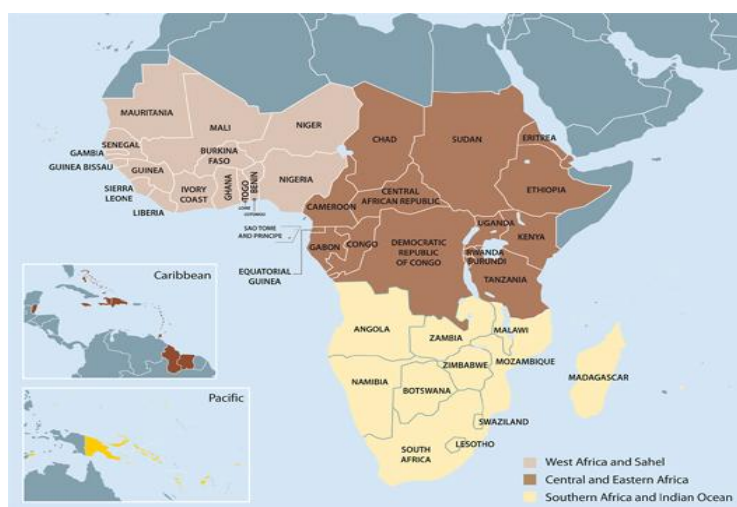 MAURITANIA
MALI
NIGER
CHAD
SUDAN
ERITREA
SENEGAL
GAMBIA
GUINEA BISSAU
GUINEA
BURKINA
FASO
SIERRA
LEONE
LIBERIA
IVORY
COAST
GHANA
TOGO
BENIN
NIGERIA
ETHIOPIA
CENTRAL
AFRICAN REPUBLIC
CAMEROON
SAO TOME
AND PRINCIPE
EQUATORIAL
GUINEA
GABON
CONGO
DEMOCRATIC
REPUBLIC
OF CONGO
UGANDA
KENYA
RWANDA
BURUNDI
TANZANIA
ANGOLA
ZAMBIA
MALAWI
MOZAMBIQUE
ZIMBABWE
NAMIBIA
BOTSWANA
MADAGASCAR
SWAZILAND
LESOTHO
SOUTH
AFRICA
Caribbean
Pacific
West Africa and Sahel
Central and Eastern Africa
Southern Africa and Indian Ocean